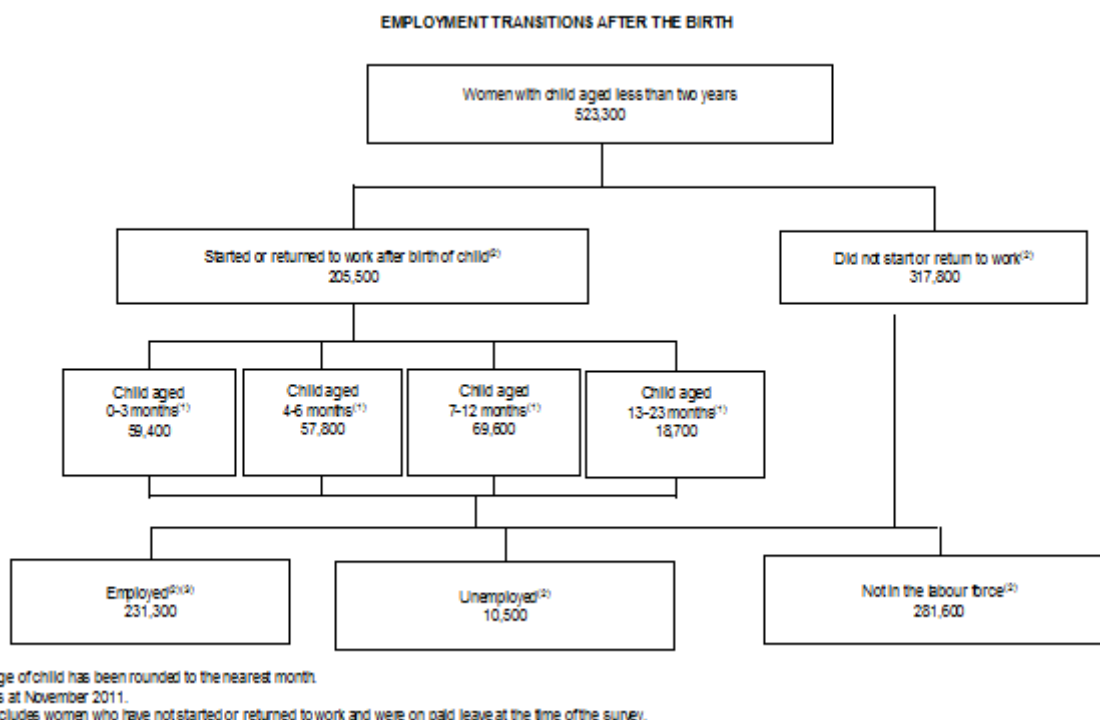 EMPLOYMENT TRANSITIONS AFTER THE BIRTH
Women with child aged less than two years
523,300
Started or returned to work after birth of child(2)
205,500
Did not start or return to work(2)
317,800
Child aged
0-3 months(1)
59,400
Child aged
4-6 months(1)
57,800
Child aged
7-12 months(1)
69,600
Child aged
13-23 months(1)
18,700
Employed(2)(3)
231,300
Unemployed(2)
10,500
Not in the labour force(2)
281,600
ge of child has been rounded to the nearest month.
s at November 2011.
cludes women who have not started or returned to work and were on paid leave at the time of the survey.